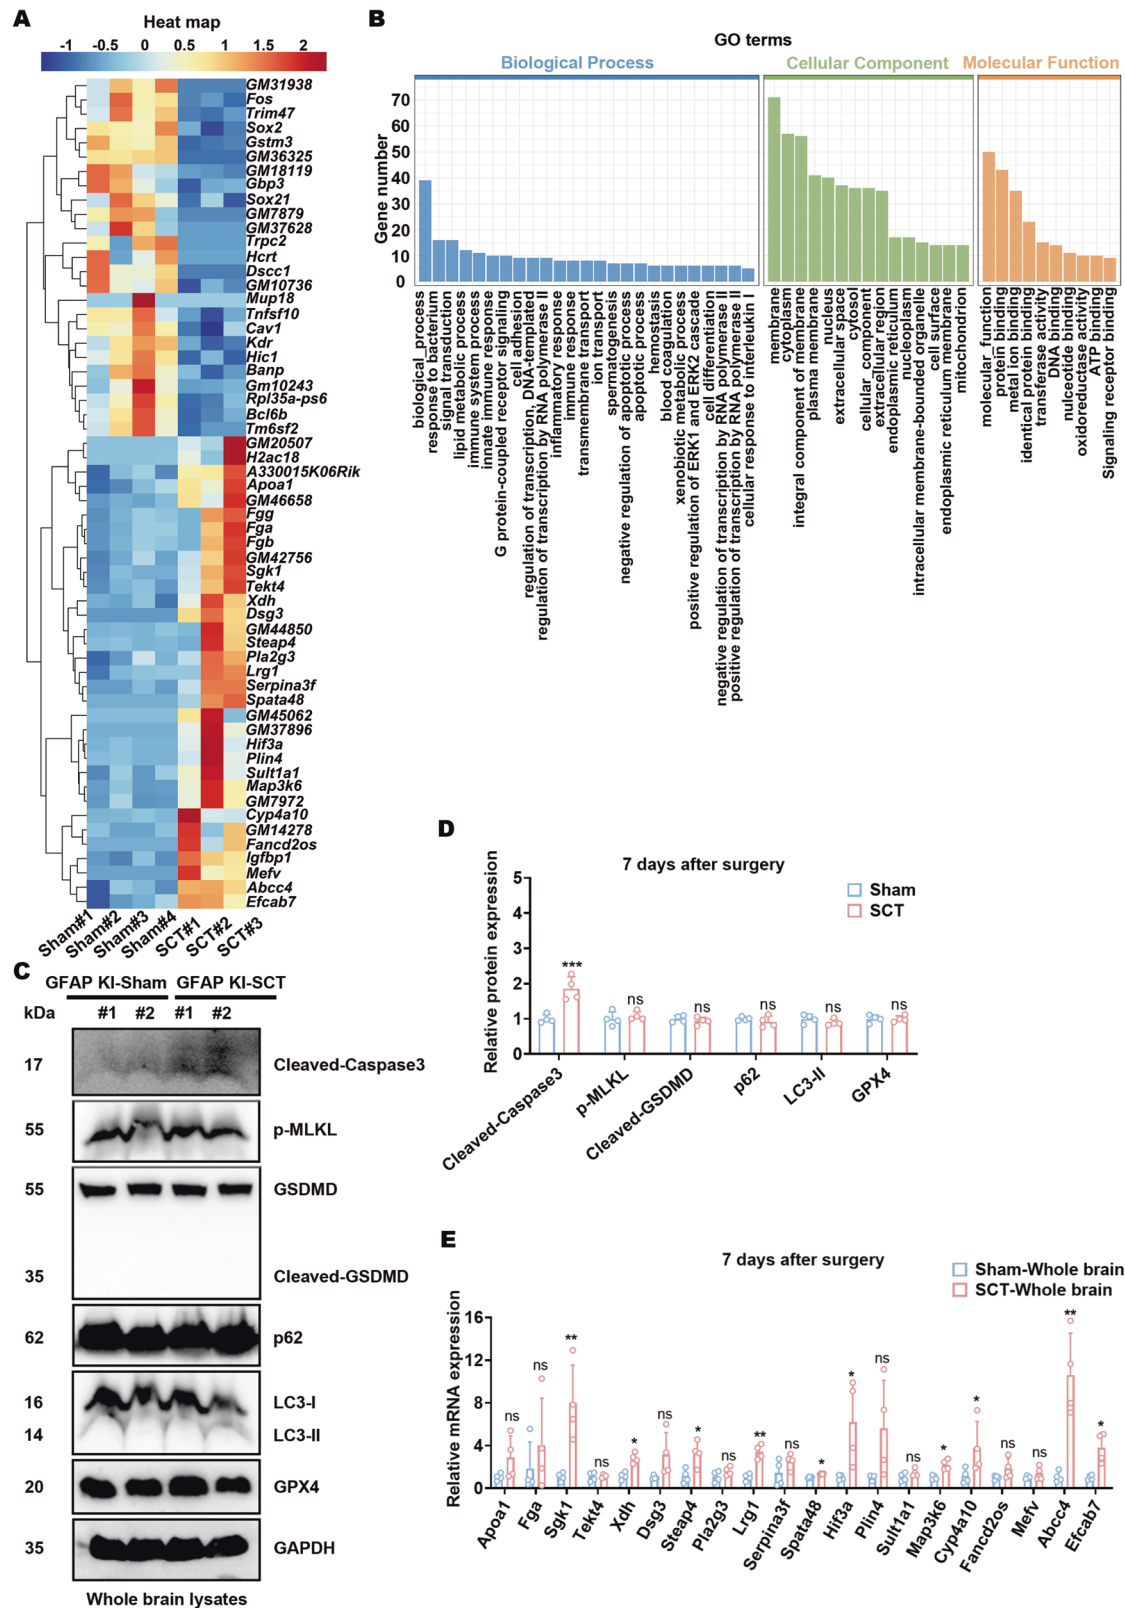 A
Heat map
-1 -0.5 0 0.5 1 1.5 2
GM31938
Fos
Trim47
Sox2
Gstm3
GM36325
GM18119
Gbp3
Sox21
GM7879
GM37628
Trpc2
Hcrt
Dscc1
GM10736
Mup18
Tnfsf10
Cav1
Kdr
Hic1
Banp
Gm10243
Rpl35a-ps6
Bcl6b
Tm6sf2
GM20507
H2ac18
A330015K06Rik
Apoa1
GM46658
Fgg
Fga
Fgb
GM42756
Sgk1
Tekt4
Xdh
Dsg3
GM44850
Steap4
Pla2g3
Lrg1
Serpina3f
Spata48
GM45062
GM37896
Hif3a
Plin4
Sult1a1
Map3k6
GM7972
Cyp4a10
GM14278
Fancd2os
Igfbp1
Mefv
Abcc4
Efcab7
Sham#1
Sham#2
Sham#3
Sham#4
SCT#1
SCT#2
SCT#3
B
GO terms
Biological Process
Cellular Component
Molecular Function
Gene number
70
60
50
40
30
20
10
0
biological process
response to bacterium
signal transduction
lipid metabolic process
immune system process
innate immune response
G protein-coupled receptor signaling
cell adhesion
regulation of transcription, DNA-templated
regulation of transcription by RNA polymerase II
inflammatory response
immune response
transmembrane transport
ion transport
spermatogenesis
negative regulation of apoptotic process
apoptotic process
hemostasis
blood coagulation
xenobiotic metabolic process
positive regulation of ERK1 and ERK2 cascade
cell differentiation
negative regulation of transcription by RNA polymerase II
positive regulation of transcription by RNA polymerase II
cellular response to interleukin I
membrane
cytoplasm
integral component of membrane
plasma membrane
nucleus
extracellular space
cytosol
cellular component
extracellular region
endoplasmic reticulum
nucleoplasm
intracellular membrane-bounded organelle
cell surface
endoplasmic reticulum membrane
mitochondrion
molecular_function
protein binding
metal ion binding
identical protein binding
transferase activity
DNA binding
nulceotide binding
oxidoreductase activity
ATP binding
Signaling receptor binding
C
GFAP KI-Sham GFAP KI-SCT
kDa #1 #2 #1 #2
17 Cleaved-Caspase3
55 p-MLKL
55 GSDMD
35 Cleaved-GSDMD
62 p62
16 LC3-I
14 LC3-II
20 GPX4
35 GAPDH
Whole brain lysates
D
7 days after surgery
Sham
SCT
Relative protein expression
5
4
3
2
1
0
*** ns ns ns ns ns
Cleaved-Caspase3
p-MLKL
Cleaved-GSDMD
p62
LC3-II
GPX4
E
7 days after surgery
Sham-Whole brain
SCT-Whole brain
Relative mRNA expression
16
12
8
4
0
ns ns ** ns * ns * ns ** ns * * ns ns * * ns ns ** *
Apoa1
Fga
Sgk1
Tekt4
Xdh
Dsg3
Steap4
Pla2g3
Lrg1
Serpina3f
Spata48
Hif3a
Plin4
Sult1a1
Map3k6
Cyp4a10
Fancd2os
Mefv
Abcc4
Efcab7